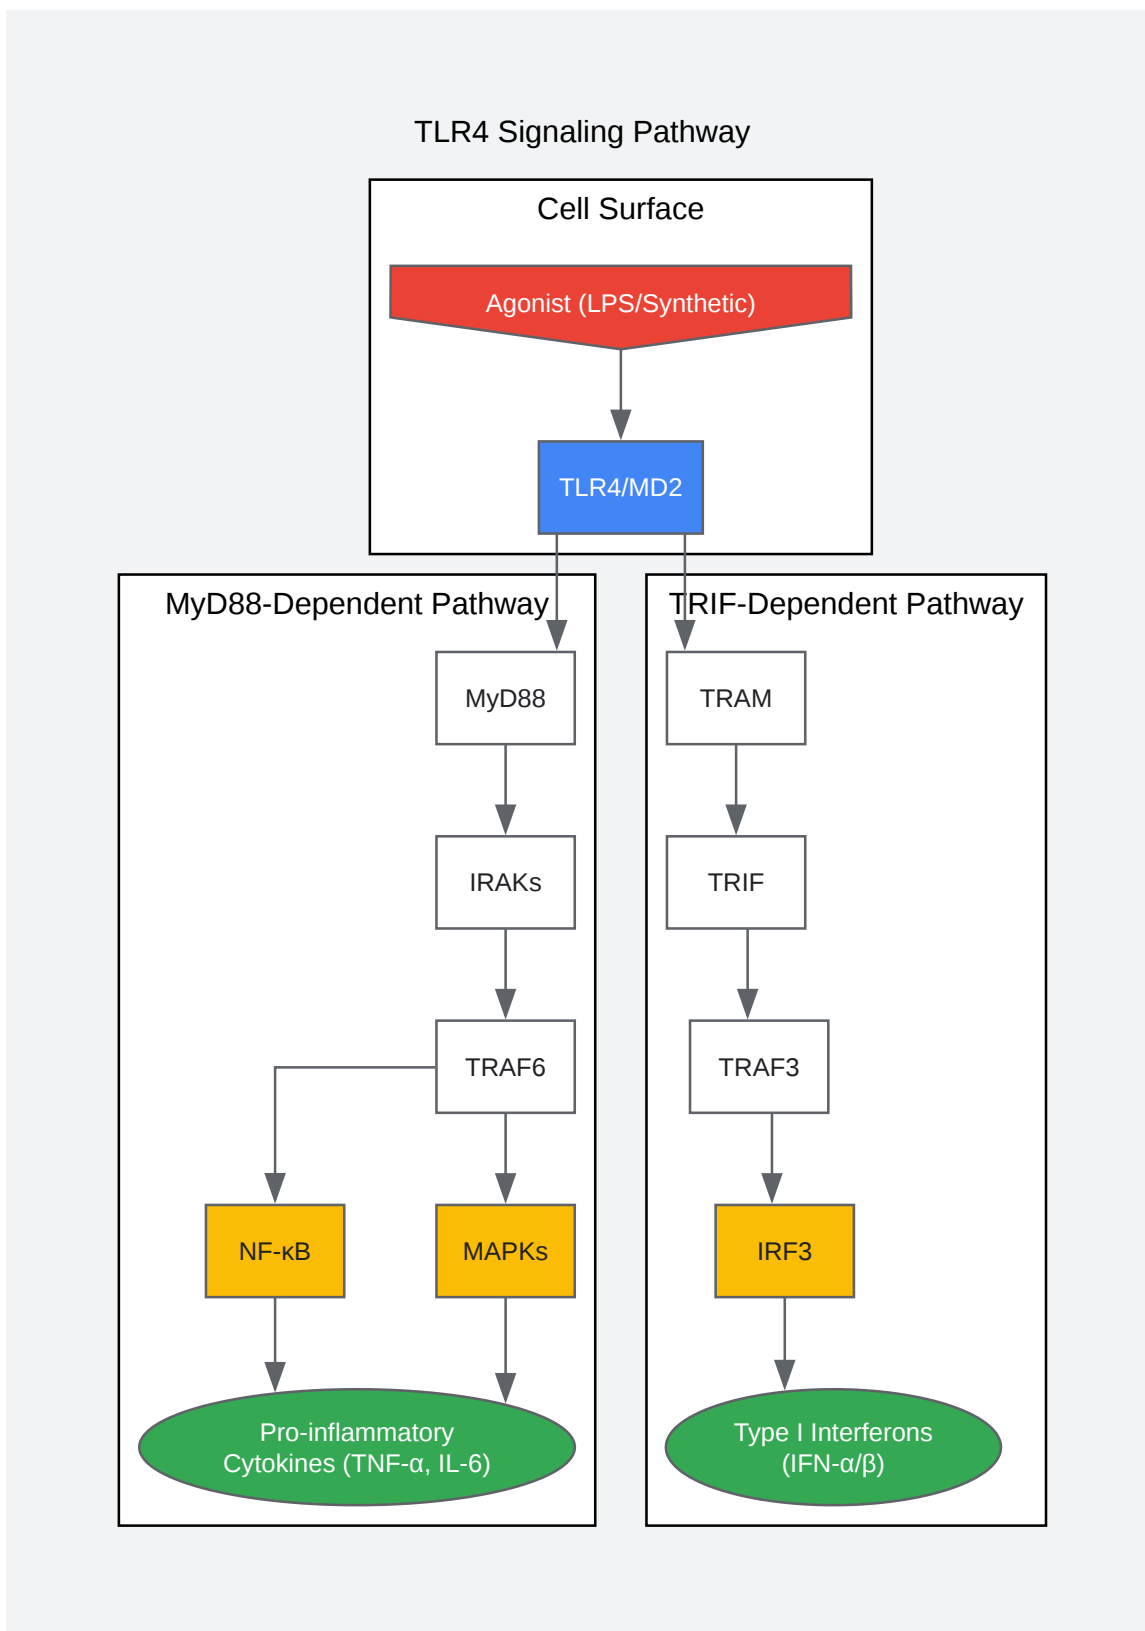 TLR4 Signaling Pathway
Cell Surface
Agonist (LPS/Synthetic)
TLR4/MD2
MyD88-Dependent Pathway
MyD88
IRAKs
TRAF6
NF-κB
MAPKs
Pro-inflammatory
Cytokines (TNF-α, IL-6)
TRIF-Dependent Pathway
TRAM
TRIF
TRAF3
IRF3
Type I Interferons
(IFN-α/β)